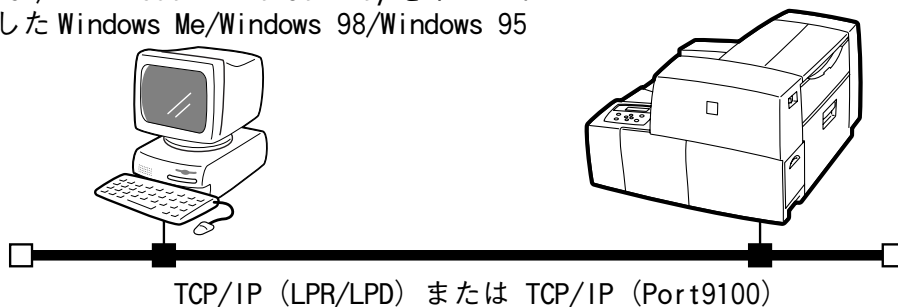 した Windows Me/Windows 98/Windows 95
TCP/IP (LPR/LPD) または TCP/IP (Port9100)